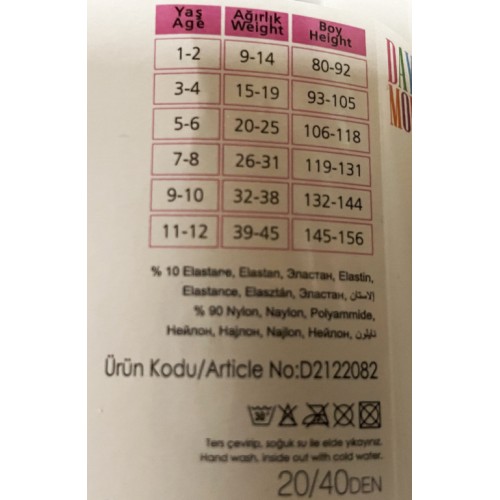 Yaş Ağırlık Boy
Age Weight Height
1-2 9-14 80-92
3-4 15-19 93-105
5-6 20-25 106-118
7-8 26-31 119-131
9-10 32-38 132-144
11-12 39-45 145-156
DAY
MO
% 10 Elastane, Elastan, Эластан, Elastin,
Elastance, Elasztán, Эластан, الاستان
% 90 Nylon, Naylon, Polyammide,
Нейлон, Најлон, Najlon, Нейлон, نايلون
Ürün Kodu/Article No:D2122082
30°
Ters çevirip, soğuk su ile elde yıkayınız.
Hand wash, inside out with cold water.
20/40DEN